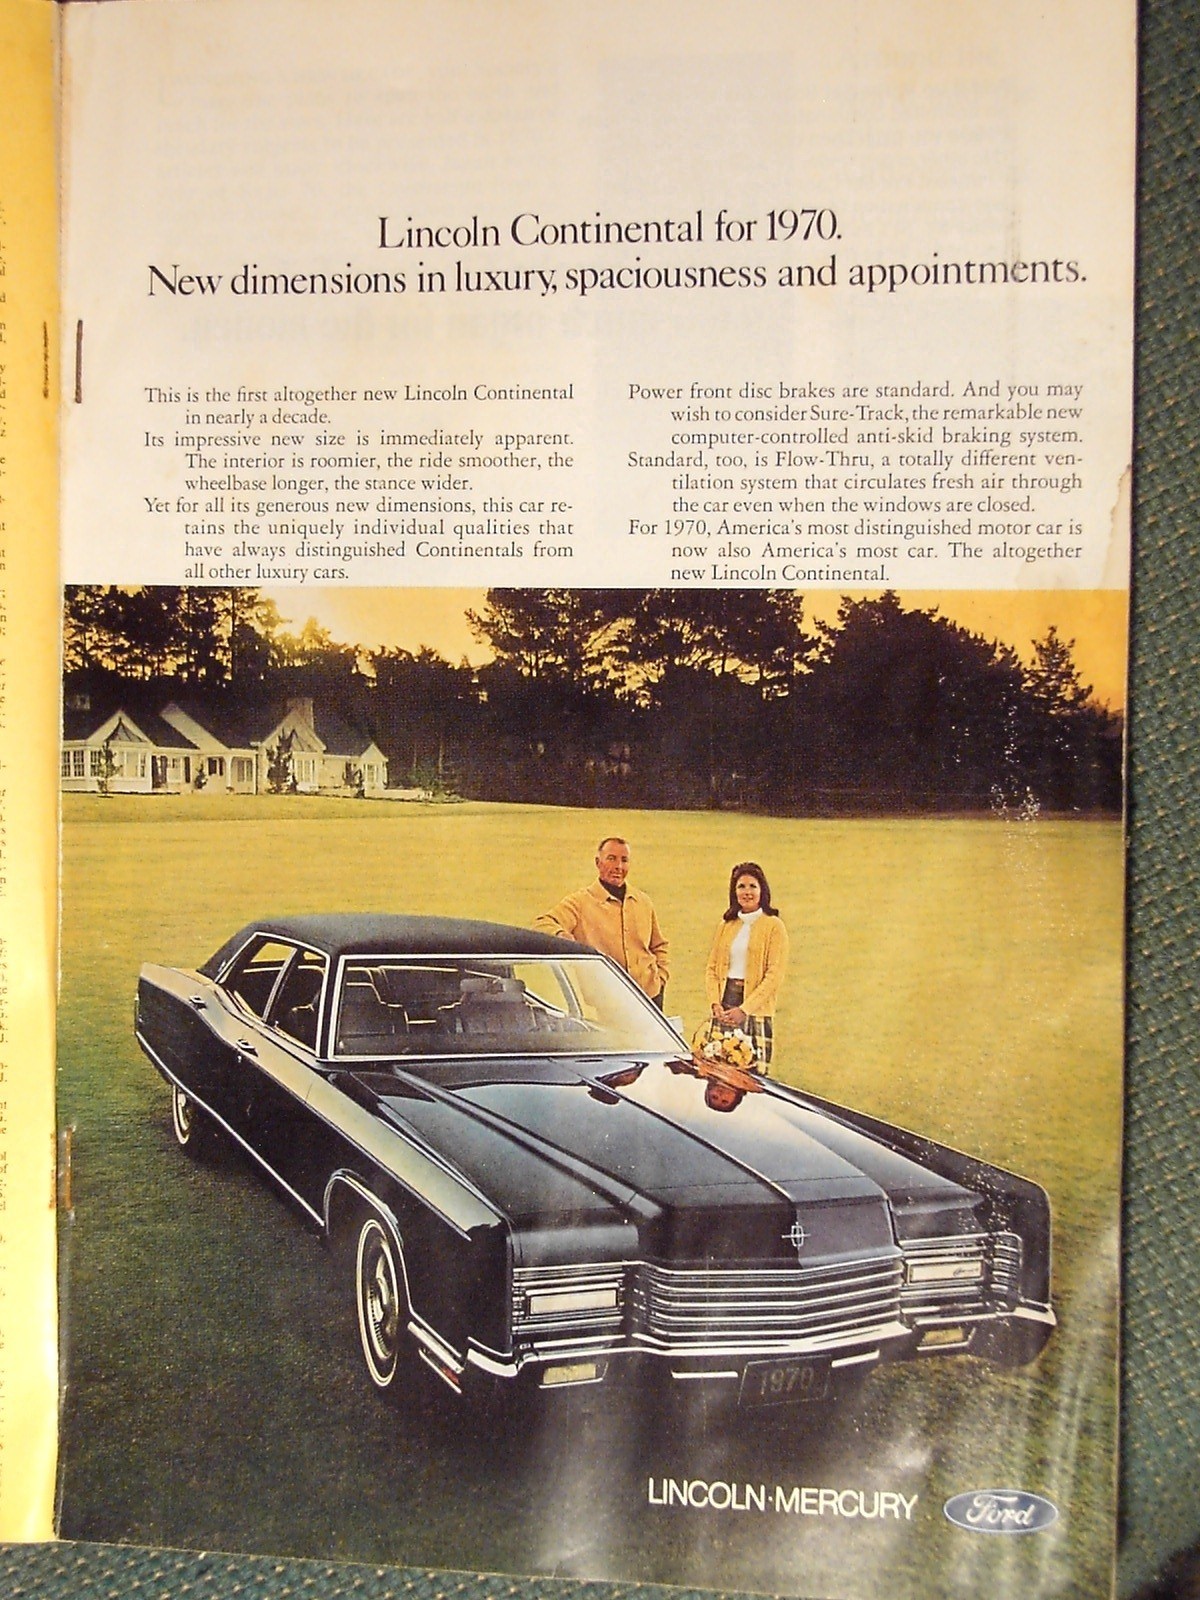 Lincoln Continental for 1970.
New dimensions in luxury, spaciousness and appointments.
This is the first altogether new Lincoln Continental
in nearly a decade.
Its impressive new size is immediately apparent.
The interior is roomier, the ride smoother, the
wheelbase longer, the stance wider.
Yet for all its generous new dimensions, this car re-
tains the uniquely individual qualities that
have always distinguished Continentals from
all other luxury cars.
Power front disc brakes are standard. And you may
wish to consider Sure-Track, the remarkable new
computer-controlled anti-skid braking system.
Standard, too, is Flow-Thru, a totally different ven-
tilation system that circulates fresh air through
the car even when the windows are closed.
For 1970, America's most distinguished motor car is
now also America's most car. The altogether
new Lincoln Continental.
1970
LINCOLN·MERCURY
Ford